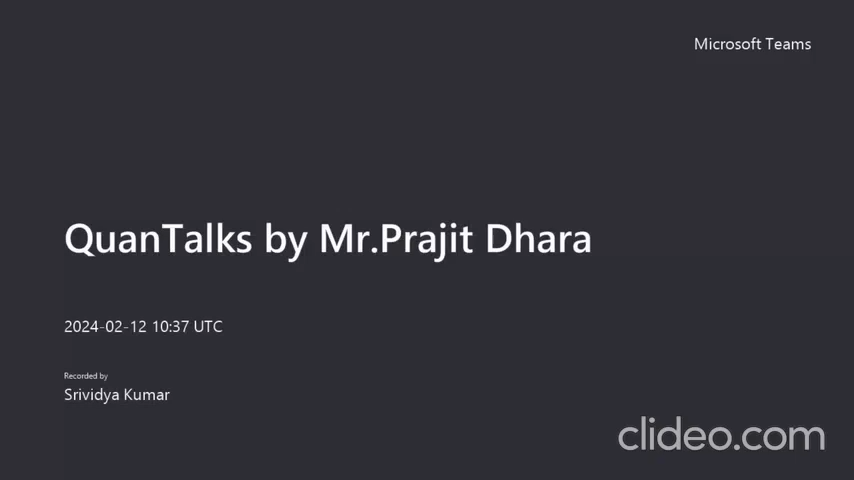 Microsoft Teams
QuanTalks by Mr.Prajit Dhara
2024-02-12 10:37 UTC
Recorded by
Srividya Kumar
clideo.com